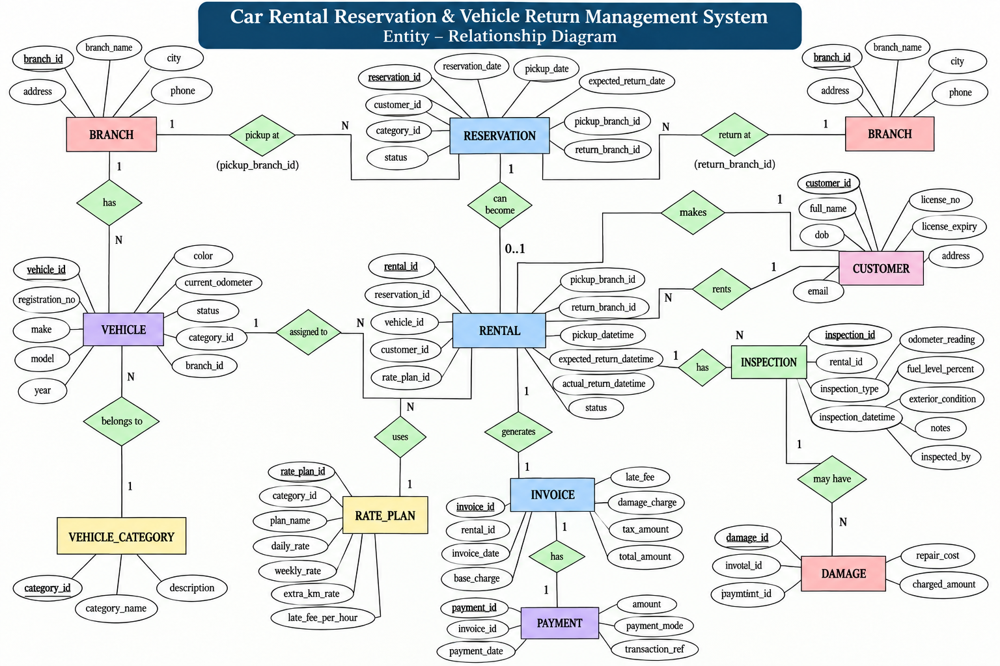 Car Rental Reservation & Vehicle Return Management System
Entity – Relationship Diagram
branch_id
branch_name
city
address
phone
BRANCH
1
pickup at
(pickup_branch_id)
N
reservation_id
reservation_date
pickup_date
expected_return_date
customer_id
category_id
status
pickup_branch_id
return_branch_id
RESERVATION
N
return at
(return_branch_id)
1
branch_id
branch_name
city
address
phone
BRANCH
1
has
N
1
can
become
0..1
makes
1
customer_id
full_name
dob
email
license_no
license_expiry
address
CUSTOMER
1
rents
N
vehicle_id
registration_no
make
model
year
color
current_odometer
status
category_id
branch_id
VEHICLE
1
assigned to
N
rental_id
reservation_id
vehicle_id
customer_id
rate_plan_id
pickup_branch_id
return_branch_id
pickup_datetime
expected_return_datetime
actual_return_datetime
status
RENTAL
1
has
N
inspection_id
rental_id
inspection_type
inspection_datetime
odometer_reading
fuel_level_percent
exterior_condition
notes
inspected_by
INSPECTION
N
belongs to
1
VEHICLE_CATEGORY
category_id
category_name
description
N
uses
1
rate_plan_id
category_id
plan_name
daily_rate
weekly_rate
extra_km_rate
late_fee_per_hour
RATE_PLAN
1
generates
1
invoice_id
rental_id
invoice_date
base_charge
late_fee
damage_charge
tax_amount
total_amount
INVOICE
1
has
1
payment_id
invoice_id
payment_date
amount
payment_mode
transaction_ref
PAYMENT
1
may have
N
damage_id
invotel_id
paymtimt_id
repair_cost
charged_amount
DAMAGE